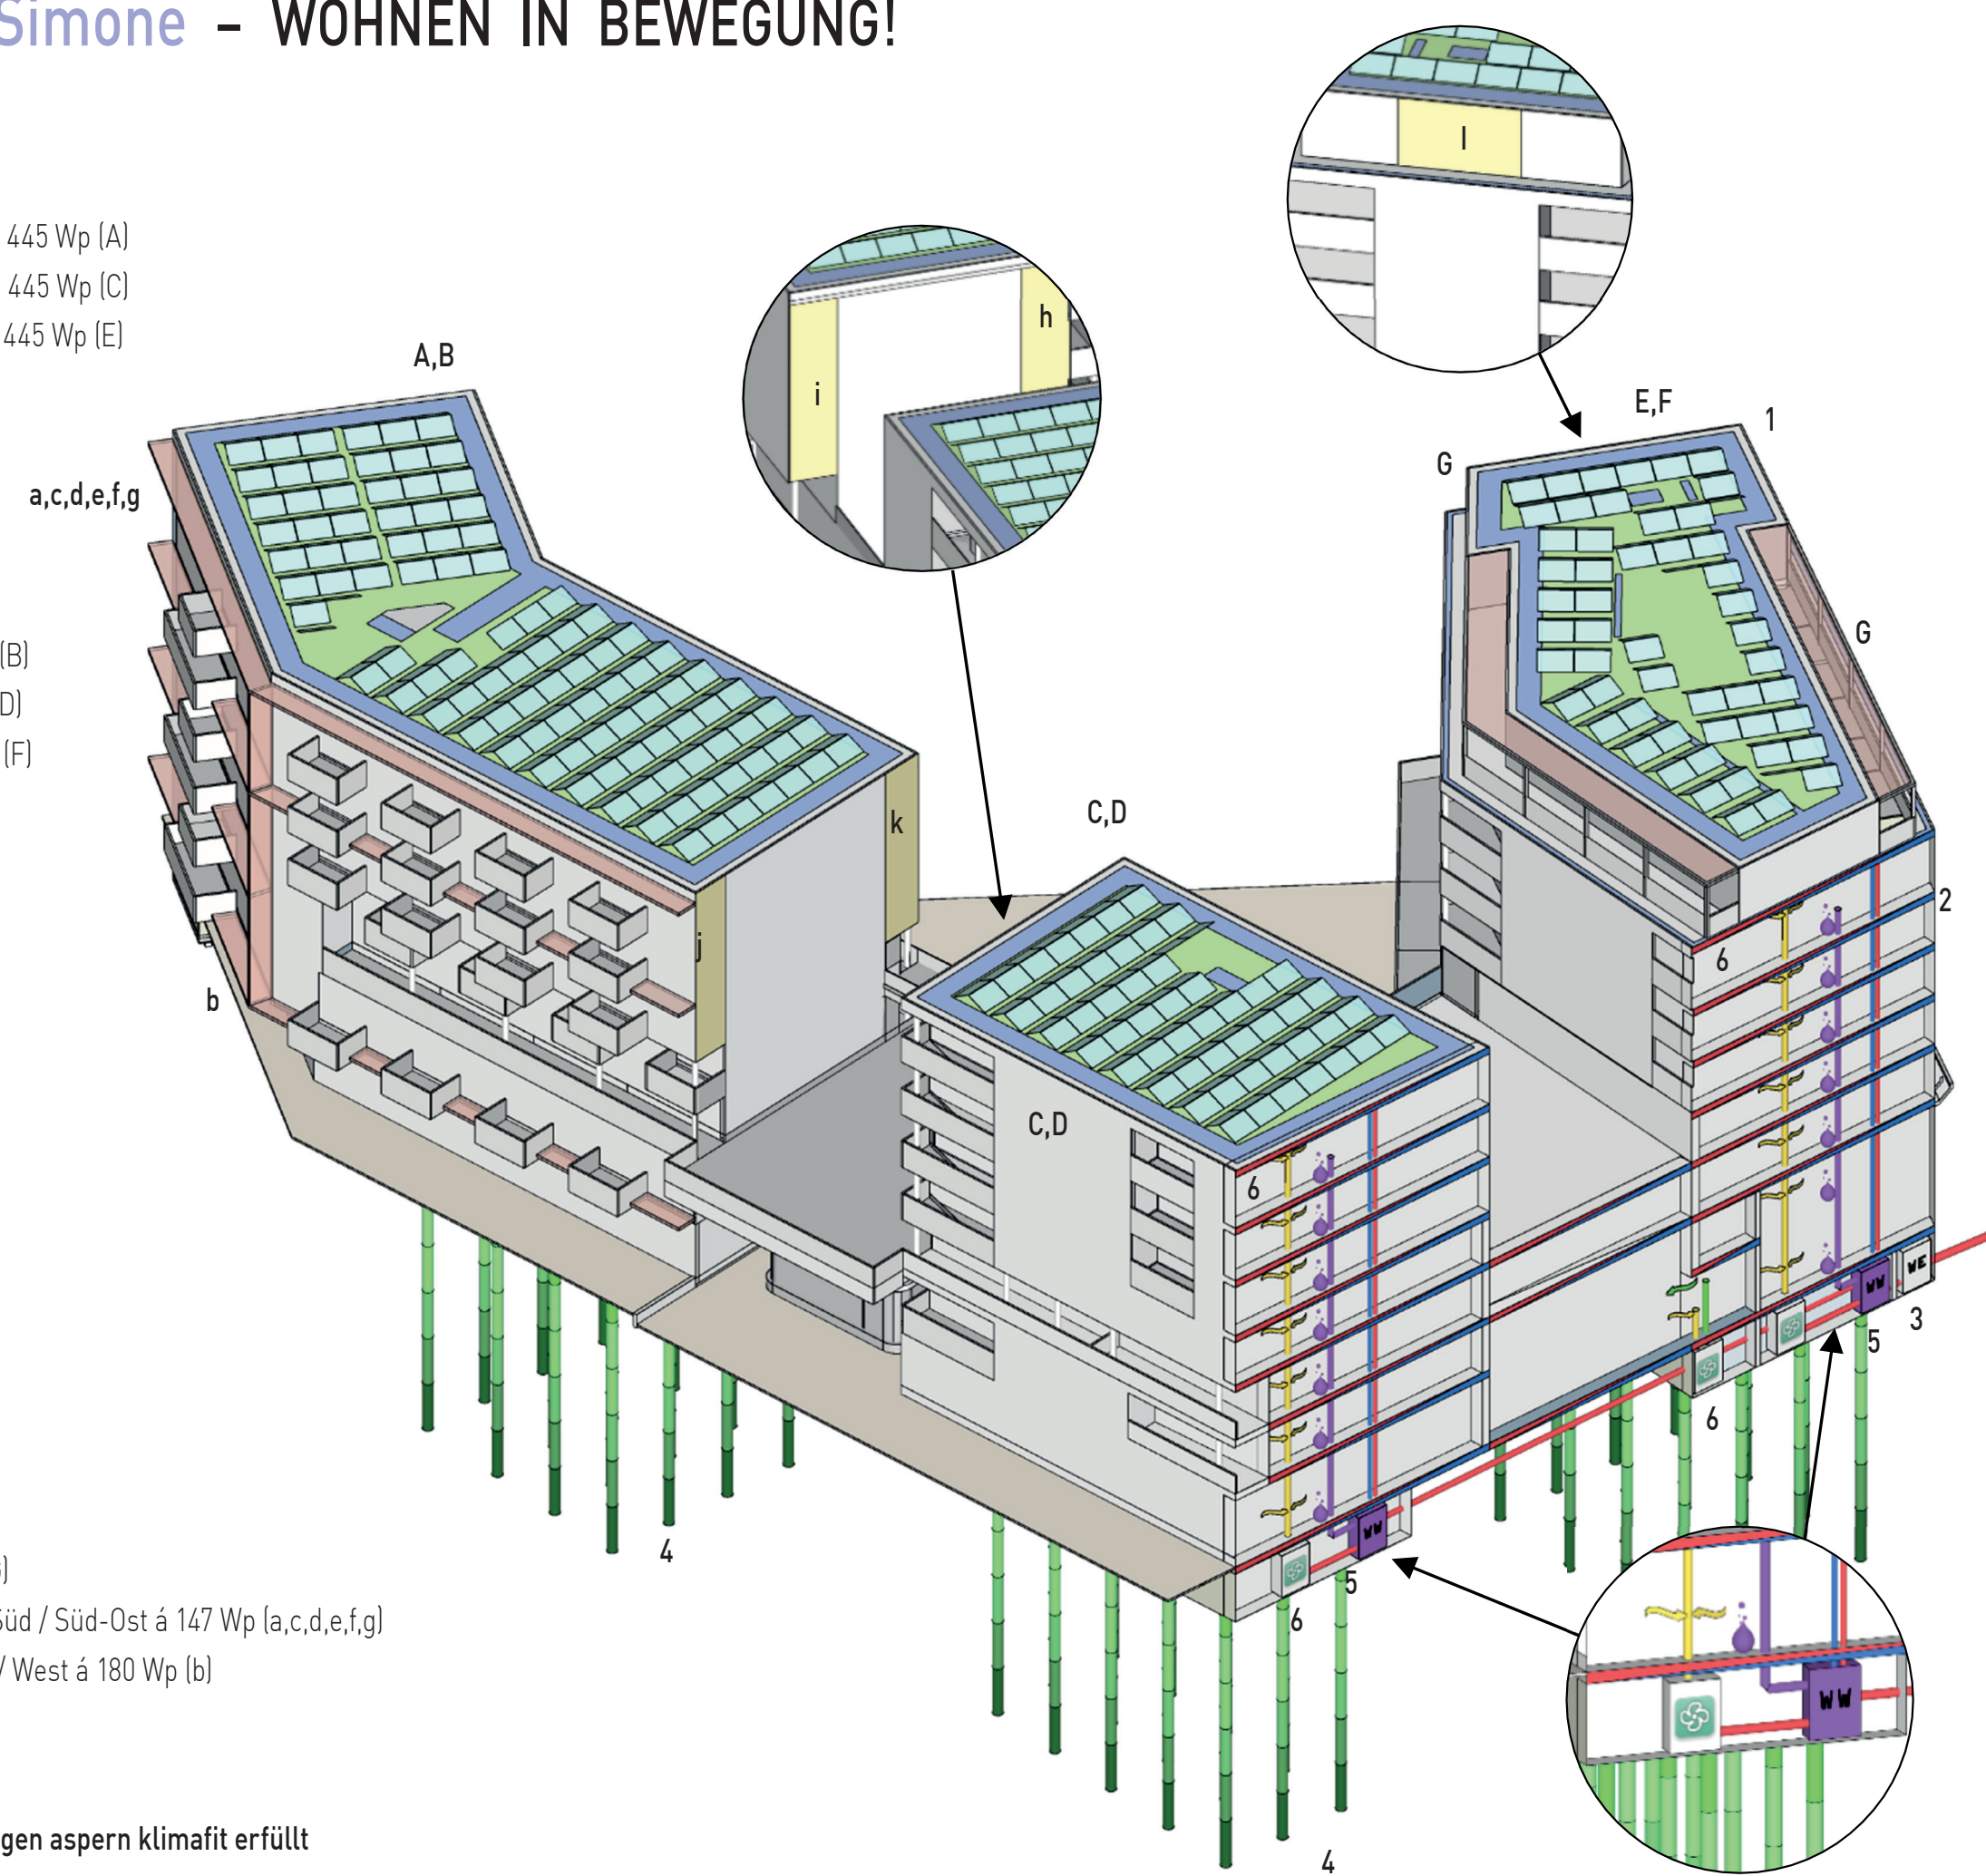 Simone – WOHNEN IN BEWEGUNG!
445 Wp (A)
445 Wp (C)
445 Wp (E)
(B)
D)
(F)
Süd / Süd-Ost á 147 Wp (a,c,d,e,f,g)
/ West á 180 Wp (b)
gen aspern klimafit erfüllt
A,B
a,c,d,e,f,g
b
i
h
l
E,F
1
G
G
k
j
C,D
C,D
2
6
6
WW
WE
3
5
6
WW
5
6
4
4
WW